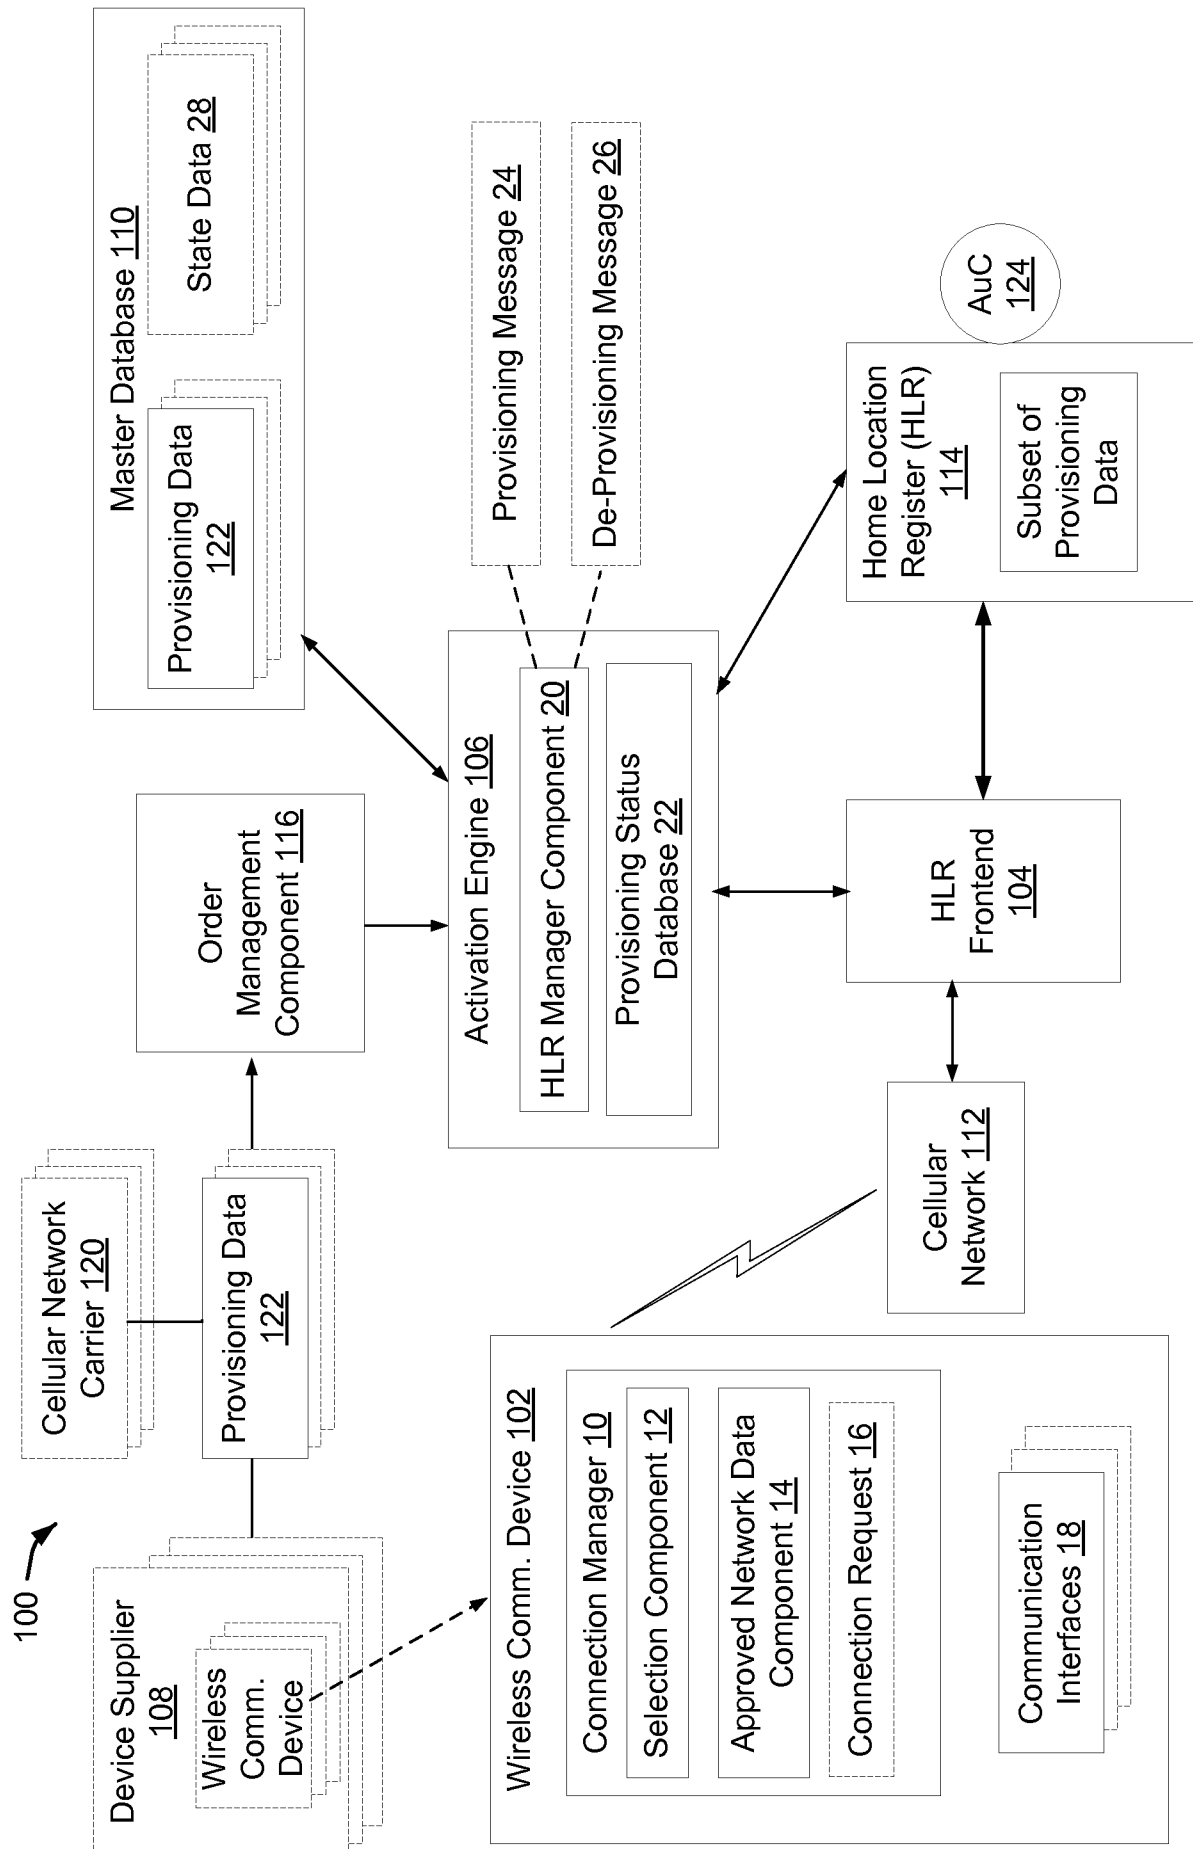 100
Device Supplier
108
Wireless
Comm.
Device
Cellular Network
Carrier 120
Provisioning Data
122
Order
Management
Component 116
Master Database 110
Provisioning Data
122
State Data 28
Activation Engine 106
HLR Manager Component 20
Provisioning Status
Database 22
Provisioning Message 24
De-Provisioning Message 26
Wireless Comm. Device 102
Connection Manager 10
Selection Component 12
Approved Network Data
Component 14
Connection Request 16
Communication
Interfaces 18
Cellular
Network 112
HLR
Frontend
104
Home Location
Register (HLR)
114
Subset of
Provisioning
Data
AuC
124